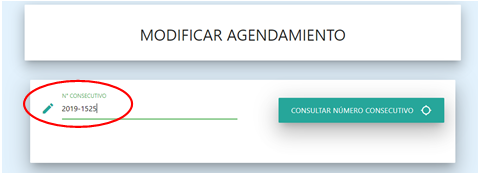 MODIFICAR AGENDAMIENTO
N° CONSECUTIVO
2019-1525
CONSULTAR NÚMERO CONSECUTIVO